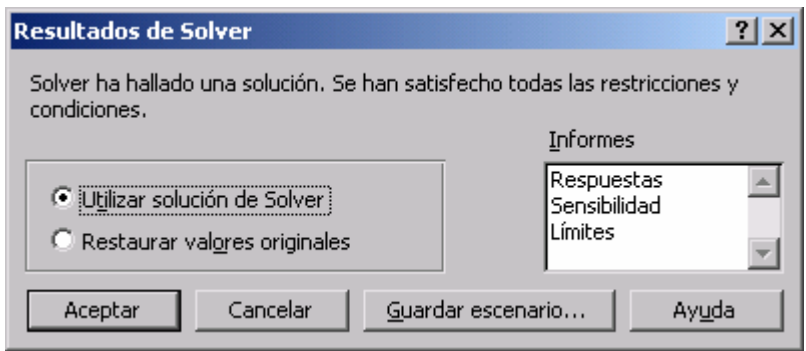 Resultados de Solver
Solver ha hallado una solución. Se han satisfecho todas las restricciones y
condiciones.
Informes
Utilizar solución de Solver
Restaurar valores originales
Respuestas
Sensibilidad
Límites
Aceptar
Cancelar
Guardar escenario...
Ayuda